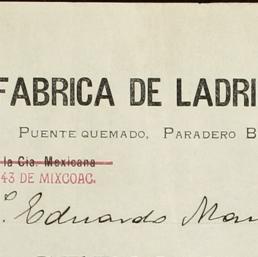 FABRICA DE LADRI
PUENTE QUEMADO, PARADERO B
la Cia. Mexicana
43 DE MIXCOAC.
Eduardo